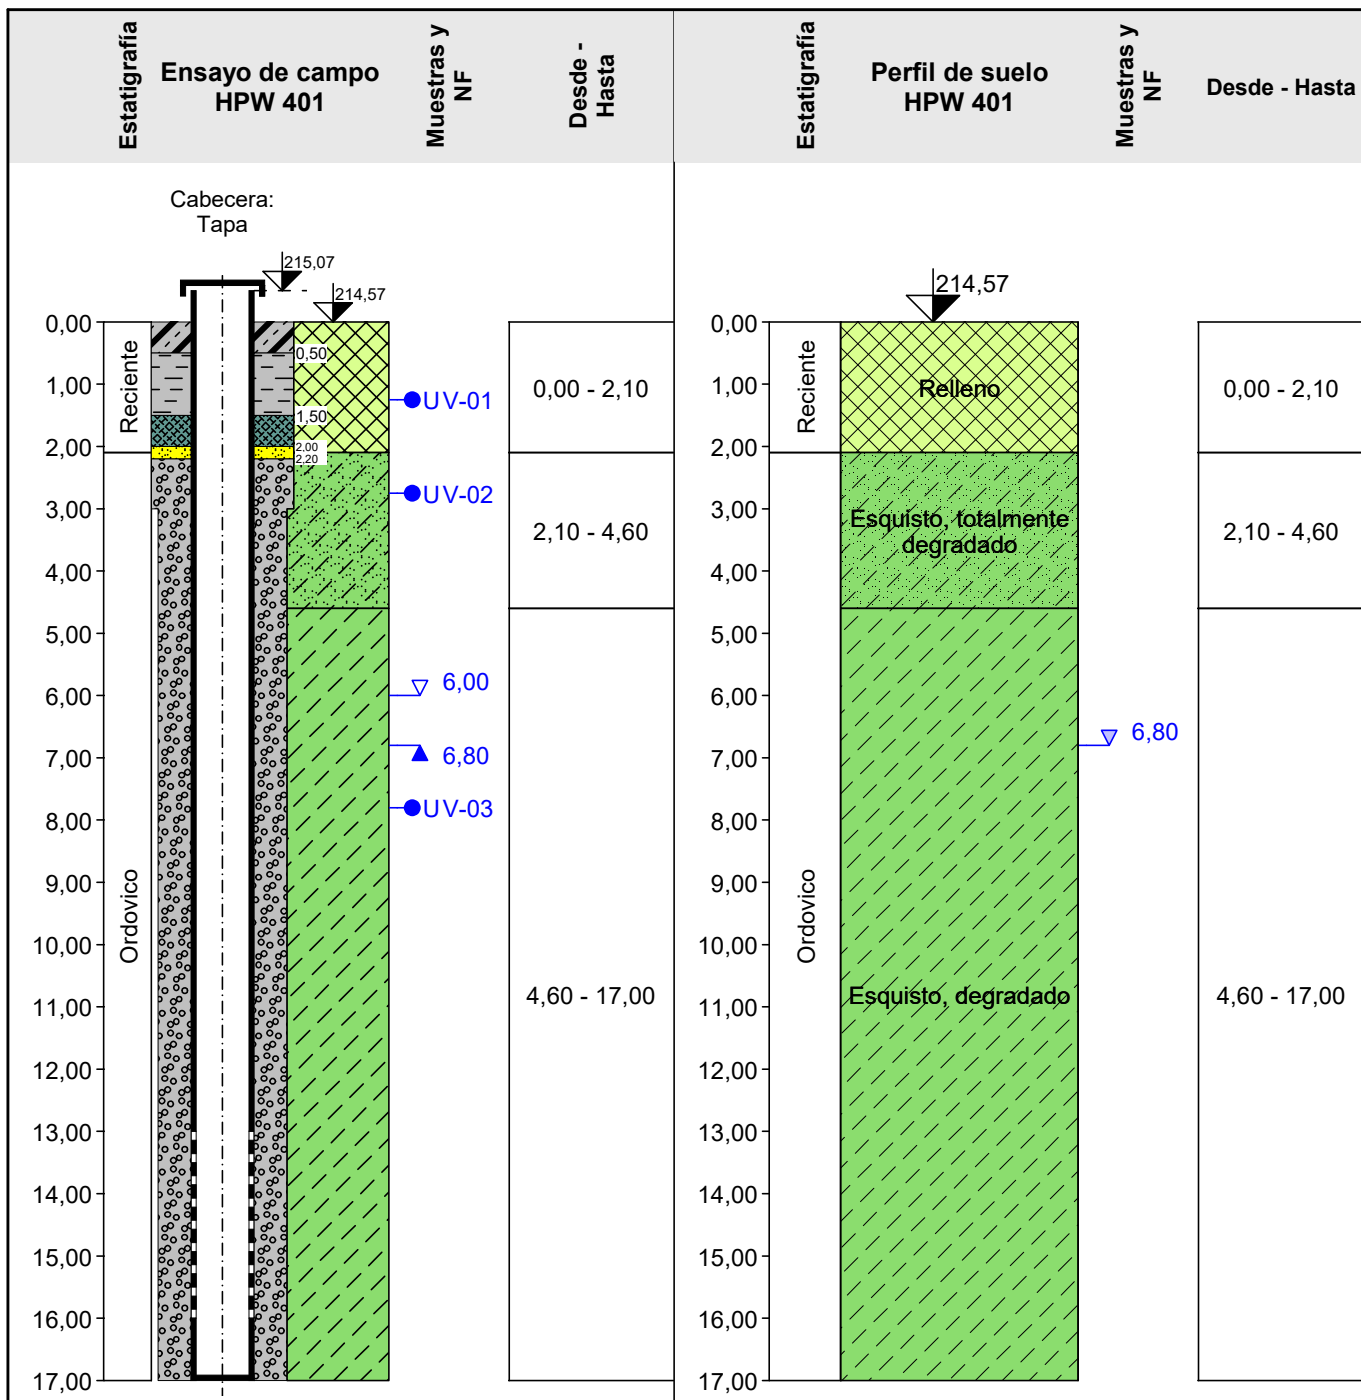 Estatigrafía
Ensayo de campo
HPW 401
Muestras y
NF
Desde -
Hasta
Estatigrafía
Perfil de suelo
HPW 401
Muestras y
NF
Desde - Hasta
Cabecera:
Tapa
215,07
214,57
214,57
0,00
1,00
2,00
3,00
4,00
5,00
6,00
7,00
8,00
9,00
10,00
11,00
12,00
13,00
14,00
15,00
16,00
17,00
Reciente
Ordovico
0,50
1,50
2,00
2,20
UV-01
UV-02
6,00
6,80
UV-03
0,00 - 2,10
2,10 - 4,60
4,60 - 17,00
0,00
1,00
2,00
3,00
4,00
5,00
6,00
7,00
8,00
9,00
10,00
11,00
12,00
13,00
14,00
15,00
16,00
17,00
Reciente
Ordovico
Relleno
Esquisto, totalmente
degradado
Esquisto, degradado
6,80
0,00 - 2,10
2,10 - 4,60
4,60 - 17,00